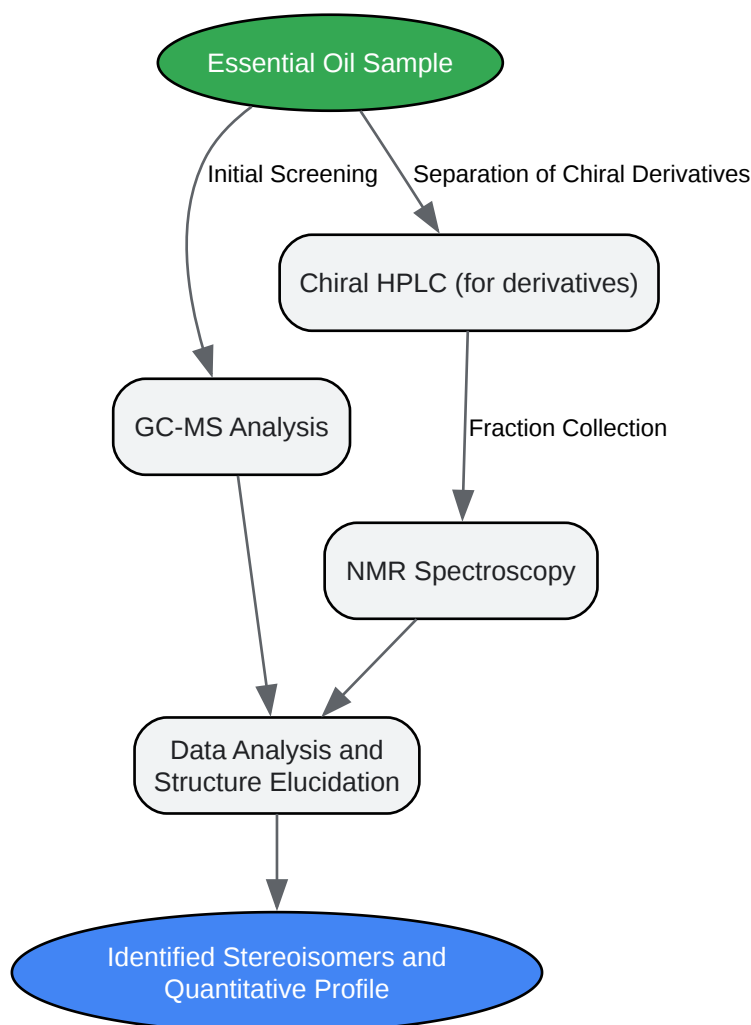 Essential Oil Sample
Initial Screening
Separation of Chiral Derivatives
Chiral HPLC (for derivatives)
GC-MS Analysis
Fraction Collection
NMR Spectroscopy
Data Analysis and
Structure Elucidation
Identified Stereoisomers and
Quantitative Profile